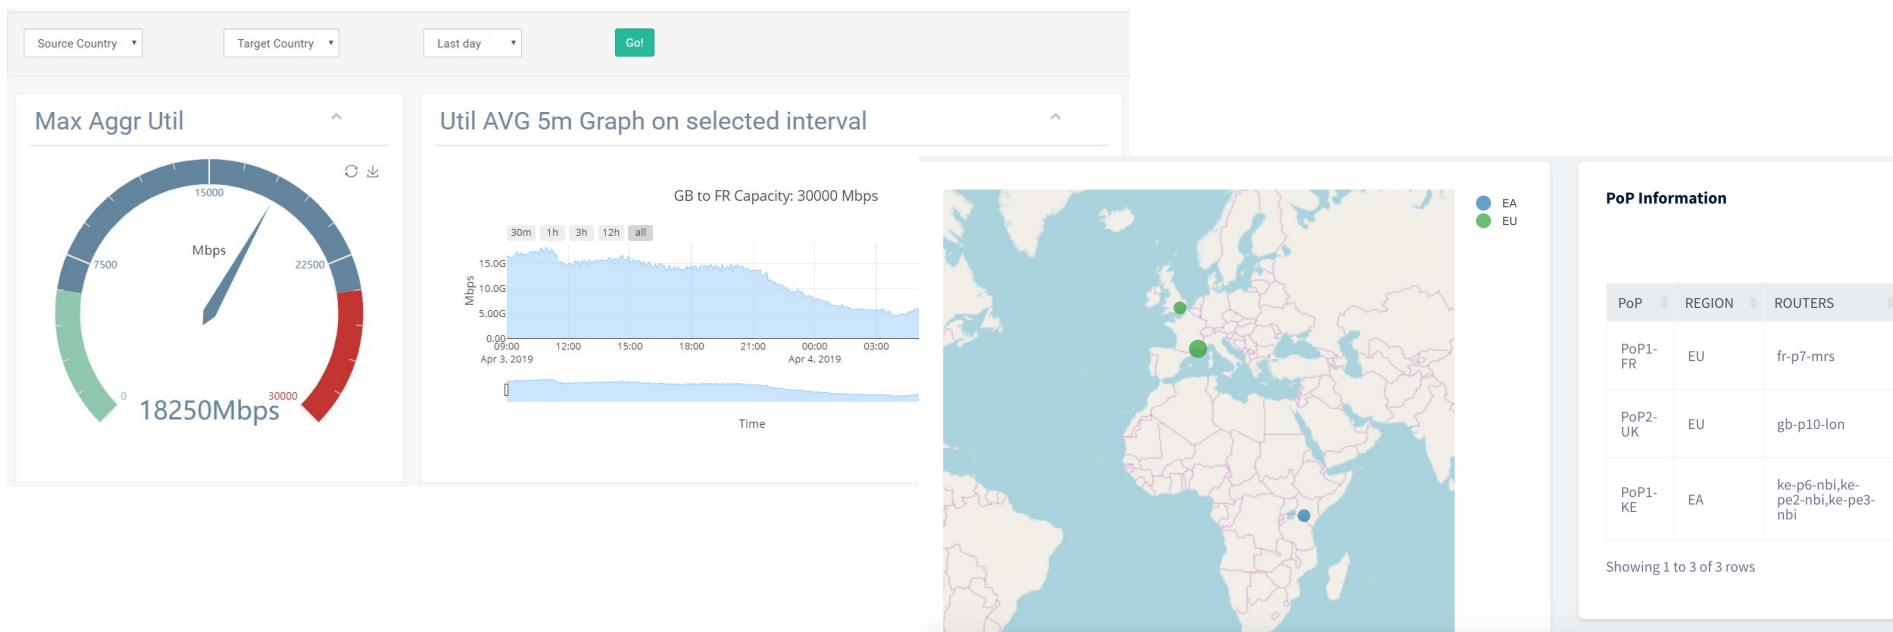 Source Country
Target Country
Last day
Go!
Max Aggr Util
15000
Mbps
7500
22500
0
30000
18250Mbps
Util AVG 5m Graph on selected interval
GB to FR Capacity: 30000 Mbps
30m 1h 3h 12h all
15.0G
10.0G
5.00G
0.00
Mbps
09:00 12:00 15:00 18:00 21:00 00:00 03:00
Apr 3, 2019 Apr 4, 2019
Time
EA
EU
PoP Information
PoP REGION ROUTERS
PoP1-
FR
EU
fr-p7-mrs
PoP2-
UK
EU
gb-p10-lon
PoP1-
KE
EA
ke-p6-nbi,ke-
pe2-nbi,ke-pe3-
nbi
Showing 1 to 3 of 3 rows